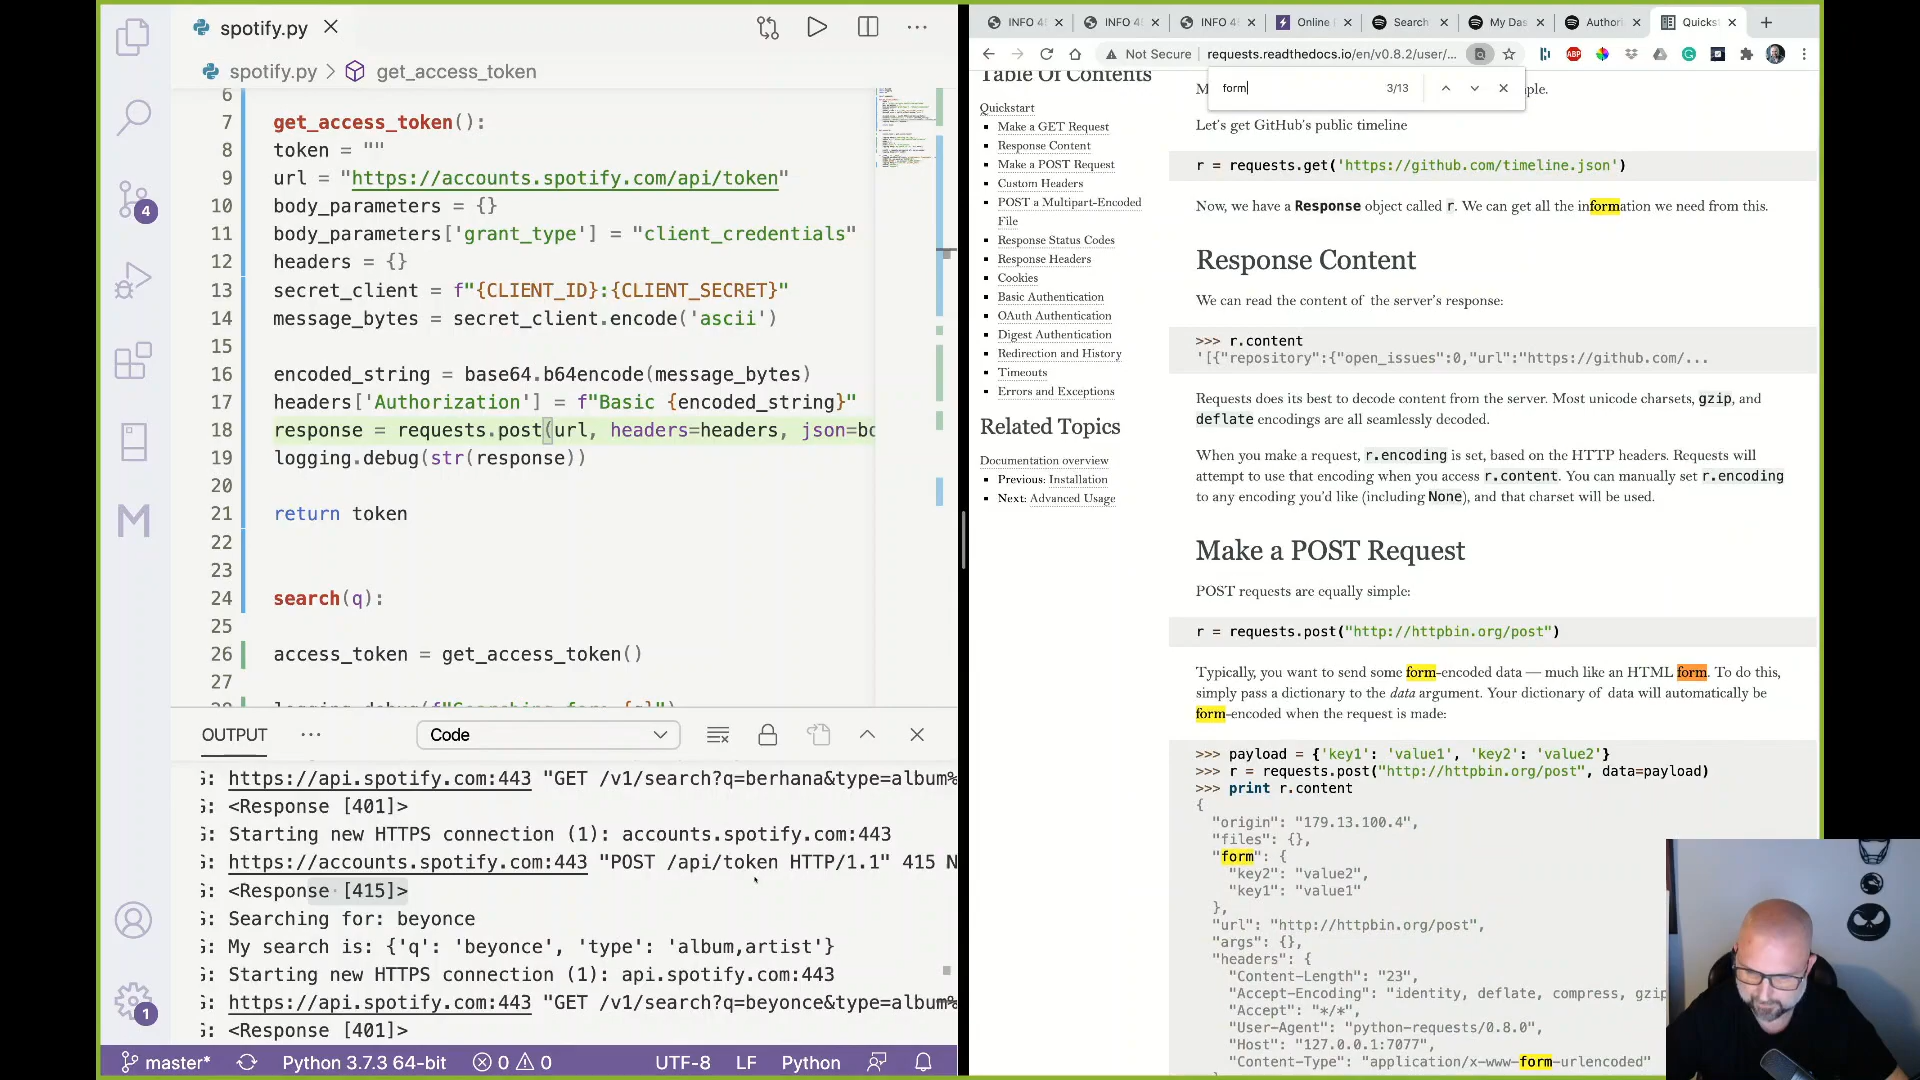 spotify.py
spotify.py
get_access_token
6
7 get_access_token():
8 token = ""
9 url = "https://accounts.spotify.com/api/token"
10 body_parameters = {}
11 body_parameters['grant_type'] = "client_credentials"
12 headers = {}
13 secret_client = f"{CLIENT_ID}:{CLIENT_SECRET}"
14 message_bytes = secret_client.encode('ascii')
15
16 encoded_string = base64.b64encode(message_bytes)
17 headers['Authorization'] = f"Basic {encoded_string}"
18 response = requests.post(url, headers=headers, json=bo
19 logging.debug(str(response))
20
21 return token
22
23
24 search(q):
25
26 access_token = get_access_token()
27
4
OUTPUT
Code
G: https://api.spotify.com:443 "GET /v1/search?q=berhana&type=album%
G: <Response [401]>
G: Starting new HTTPS connection (1): accounts.spotify.com:443
G: https://accounts.spotify.com:443 "POST /api/token HTTP/1.1" 415 N
G: <Response [415]>
G: Searching for: beyonce
G: My search is: {'q': 'beyonce', 'type': 'album,artist'}
G: Starting new HTTPS connection (1): api.spotify.com:443
G: https://api.spotify.com:443 "GET /v1/search?q=beyonce&type=album%
G: <Response [401]>
1
master* Python 3.7.3 64-bit 0 0 UTF-8 LF Python
INFO 4 INFO 4 INFO 4 Online Search My Da Authori Quicks
Not Secure requests.readthedocs.io/en/v0.8.2/user/...
ABP
form 3/13
Table Of Contents
Quickstart
Make a GET Request
Response Content
Make a POST Request
Custom Headers
POST a Multipart-Encoded
File
Response Status Codes
Response Headers
Cookies
Basic Authentication
OAuth Authentication
Digest Authentication
Redirection and History
Timeouts
Errors and Exceptions
Related Topics
Documentation overview
Previous: Installation
Next: Advanced Usage
Let's get GitHub's public timeline
r = requests.get('https://github.com/timeline.json')
Now, we have a Response object called r. We can get all the information we need from this.
Response Content
We can read the content of the server's response:
>>> r.content
'[{"repository":{"open_issues":0,"url":"https://github.com/...
Requests does its best to decode content from the server. Most unicode charsets, gzip, and
deflate encodings are all seamlessly decoded.
When you make a request, r.encoding is set, based on the HTTP headers. Requests will
attempt to use that encoding when you access r.content. You can manually set r.encoding
to any encoding you'd like (including None), and that charset will be used.
Make a POST Request
POST requests are equally simple:
r = requests.post("http://httpbin.org/post")
Typically, you want to send some form-encoded data — much like an HTML form. To do this,
simply pass a dictionary to the data argument. Your dictionary of data will automatically be
form-encoded when the request is made:
>>> payload = {'key1': 'value1', 'key2': 'value2'}
>>> r = requests.post("http://httpbin.org/post", data=payload)
>>> print r.content
{
"origin": "179.13.100.4",
"files": {},
"form": {
"key2": "value2",
"key1": "value1"
},
"url": "http://httpbin.org/post",
"args": {},
"headers": {
"Content-Length": "23",
"Accept-Encoding": "identity, deflate, compress, gzip
"Accept": "*/*",
"User-Agent": "python-requests/0.8.0",
"Host": "127.0.0.1:7077",
"Content-Type": "application/x-www-form-urlencoded"